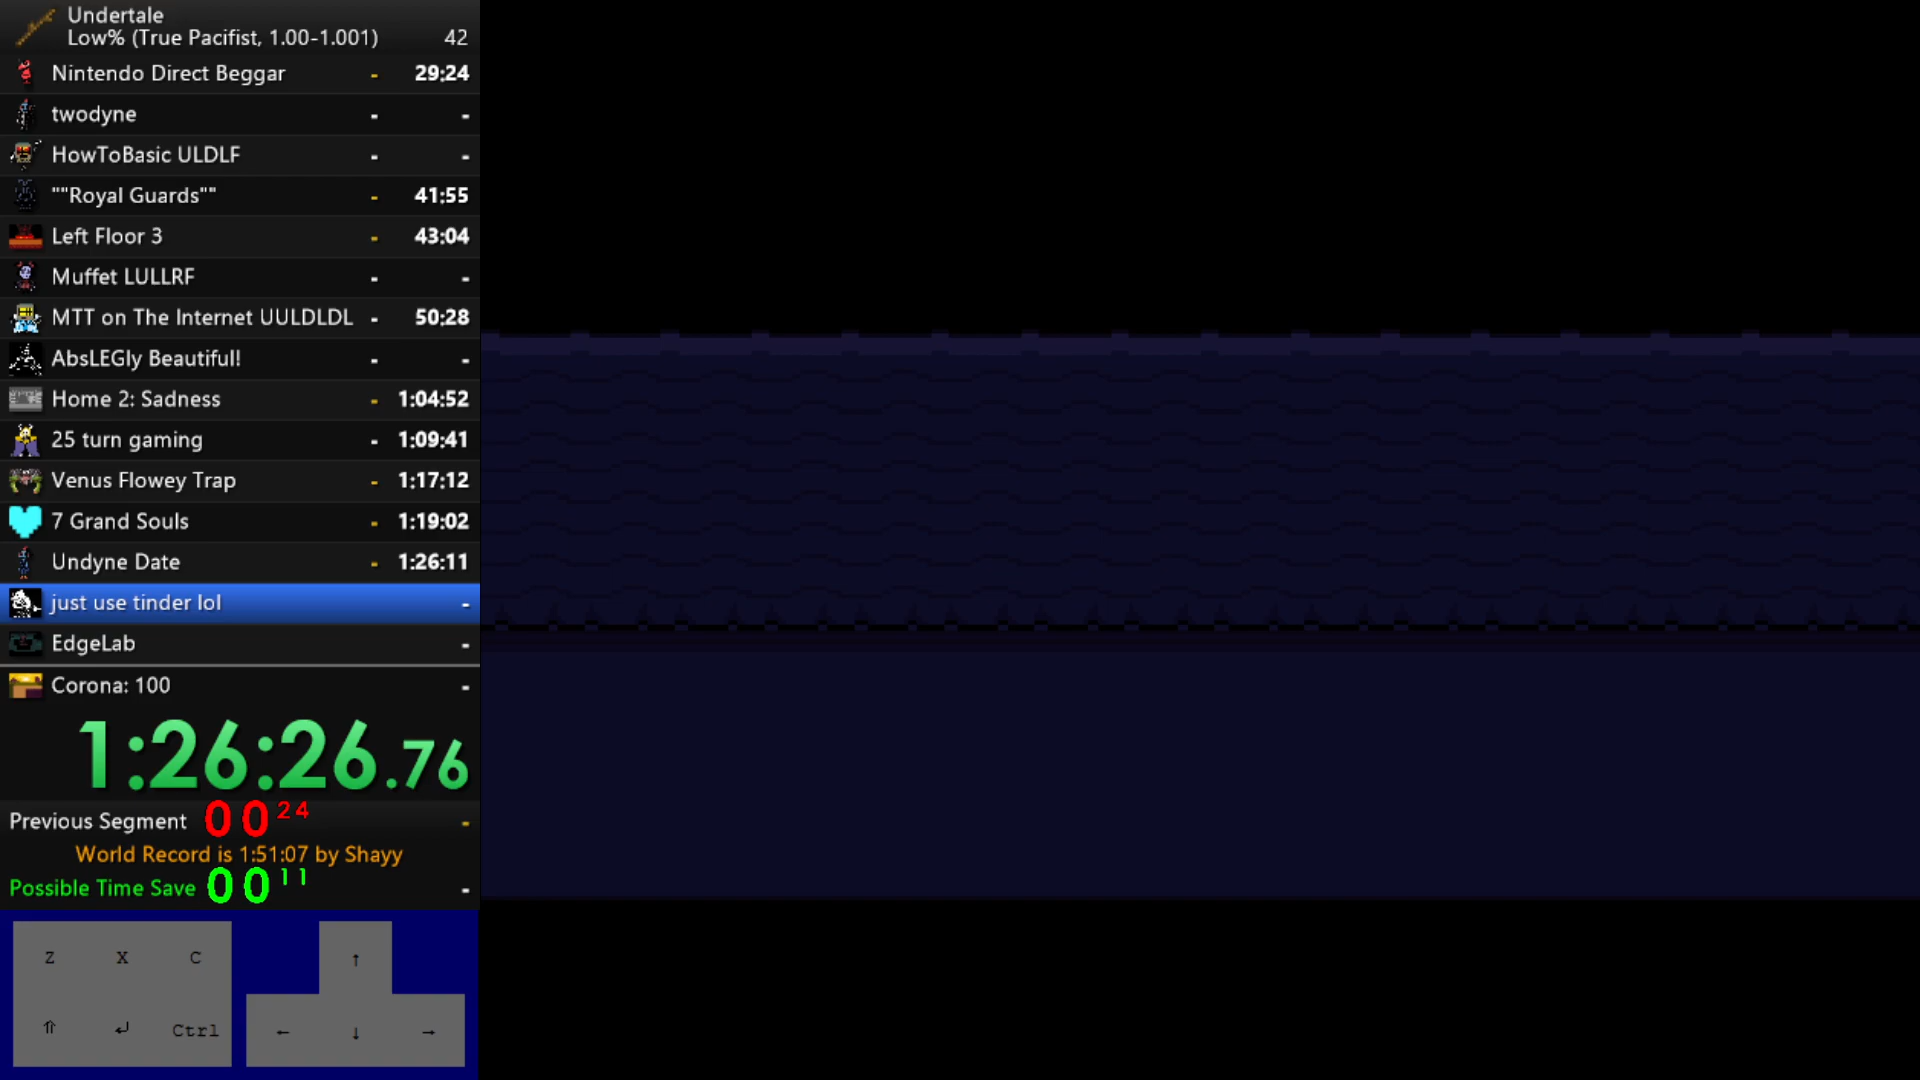 Undertale
Low% (True Pacifist, 1.00-1.001) 42
Nintendo Direct Beggar - 29:24
twodyne - -
HowToBasic ULDLF - -
""Royal Guards"" - 41:55
Left Floor 3 - 43:04
Muffet LULLRF - -
MTT on The Internet UULDLDL - 50:28
AbsLEGly Beautiful! - -
Home 2: Sadness - 1:04:52
25 turn gaming - 1:09:41
Venus Flowey Trap - 1:17:12
7 Grand Souls - 1:19:02
Undyne Date - 1:26:11
just use tinder lol -
EdgeLab -
Corona: 100 -
1:26:26.76
Previous Segment 00 24 -
World Record is 1:51:07 by Shayy
Possible Time Save 00 11 -
Z X C ↑
⇧ ↵ Ctrl ← ↓ →